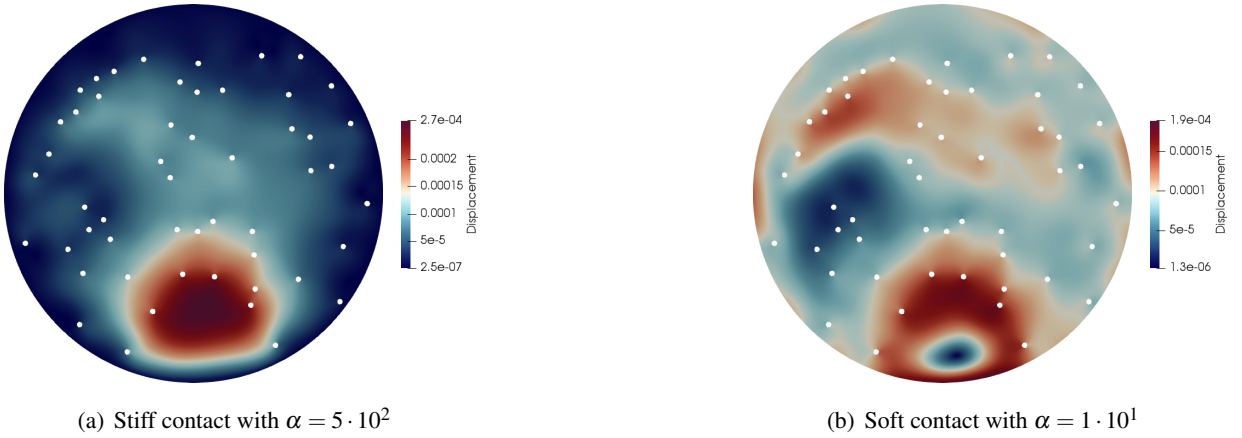 2.7e-04
0.0002
0.00015
0.0001
5e-5
2.5e-07
Displacement
1.9e-04
0.00015
0.0001
5e-5
1.3e-06
Displacement
(a) Stiff contact with α = 5 · 10²
(b) Soft contact with α = 1 · 10¹